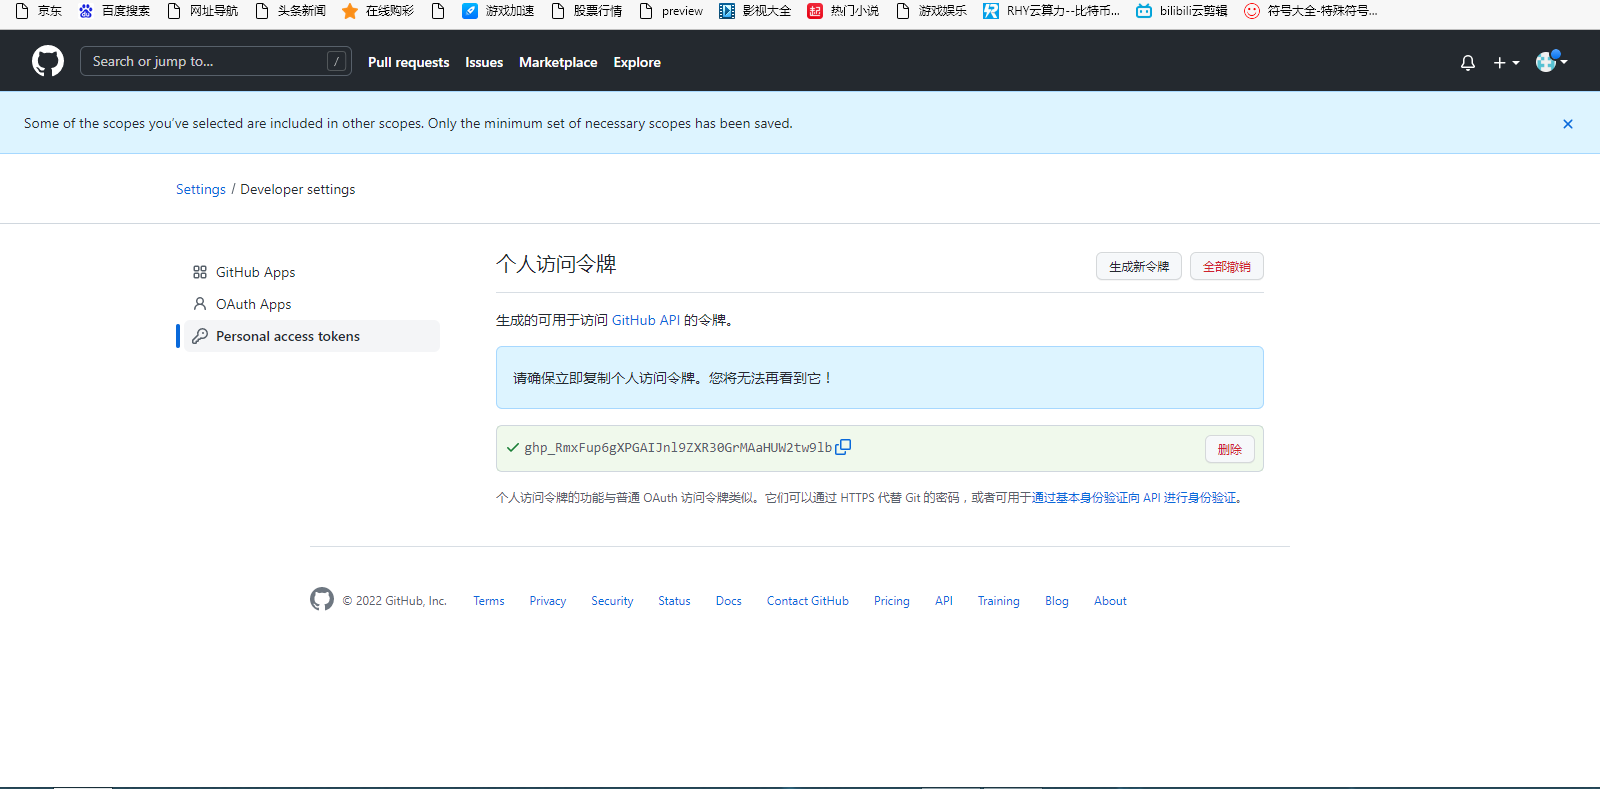 京东 百度搜索 网址导航 头条新闻 在线购彩 游戏加速 股票行情 preview 影视大全 起 热门小说 游戏娱乐 RHY云算力--比特币... bilibili云剪辑 符号大全-特殊符号...
Search or jump to... / Pull requests Issues Marketplace Explore
Some of the scopes you’ve selected are included in other scopes. Only the minimum set of necessary scopes has been saved.
Settings / Developer settings
GitHub Apps
OAuth Apps
Personal access tokens
个人访问令牌 生成新令牌 全部撤销
生成的可用于访问 GitHub API 的令牌。
请确保立即复制个人访问令牌。您将无法再看到它！
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 删除
个人访问令牌的功能与普通 OAuth 访问令牌类似。它们可以通过 HTTPS 代替 Git 的密码，或者可用于通过基本身份验证向 API 进行身份验证。
© 2022 GitHub, Inc. Terms Privacy Security Status Docs Contact GitHub Pricing API Training Blog About